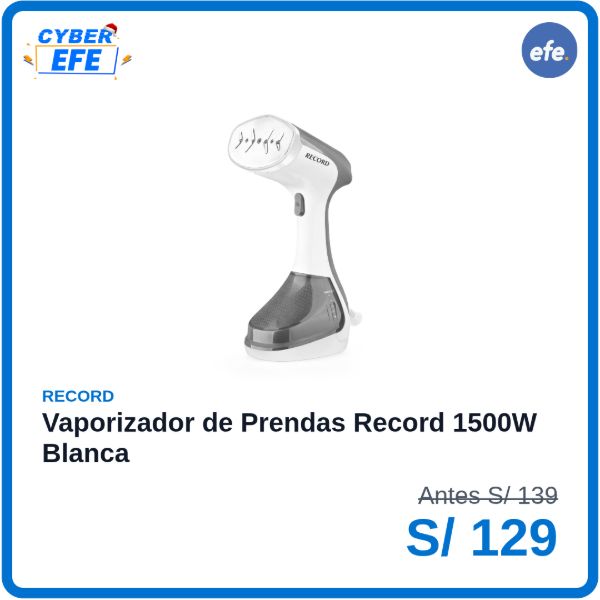 CYBER
EFE
efe.
RECORD
RECORD
Vaporizador de Prendas Record 1500W
Blanca
Antes S/ 139
S/ 129